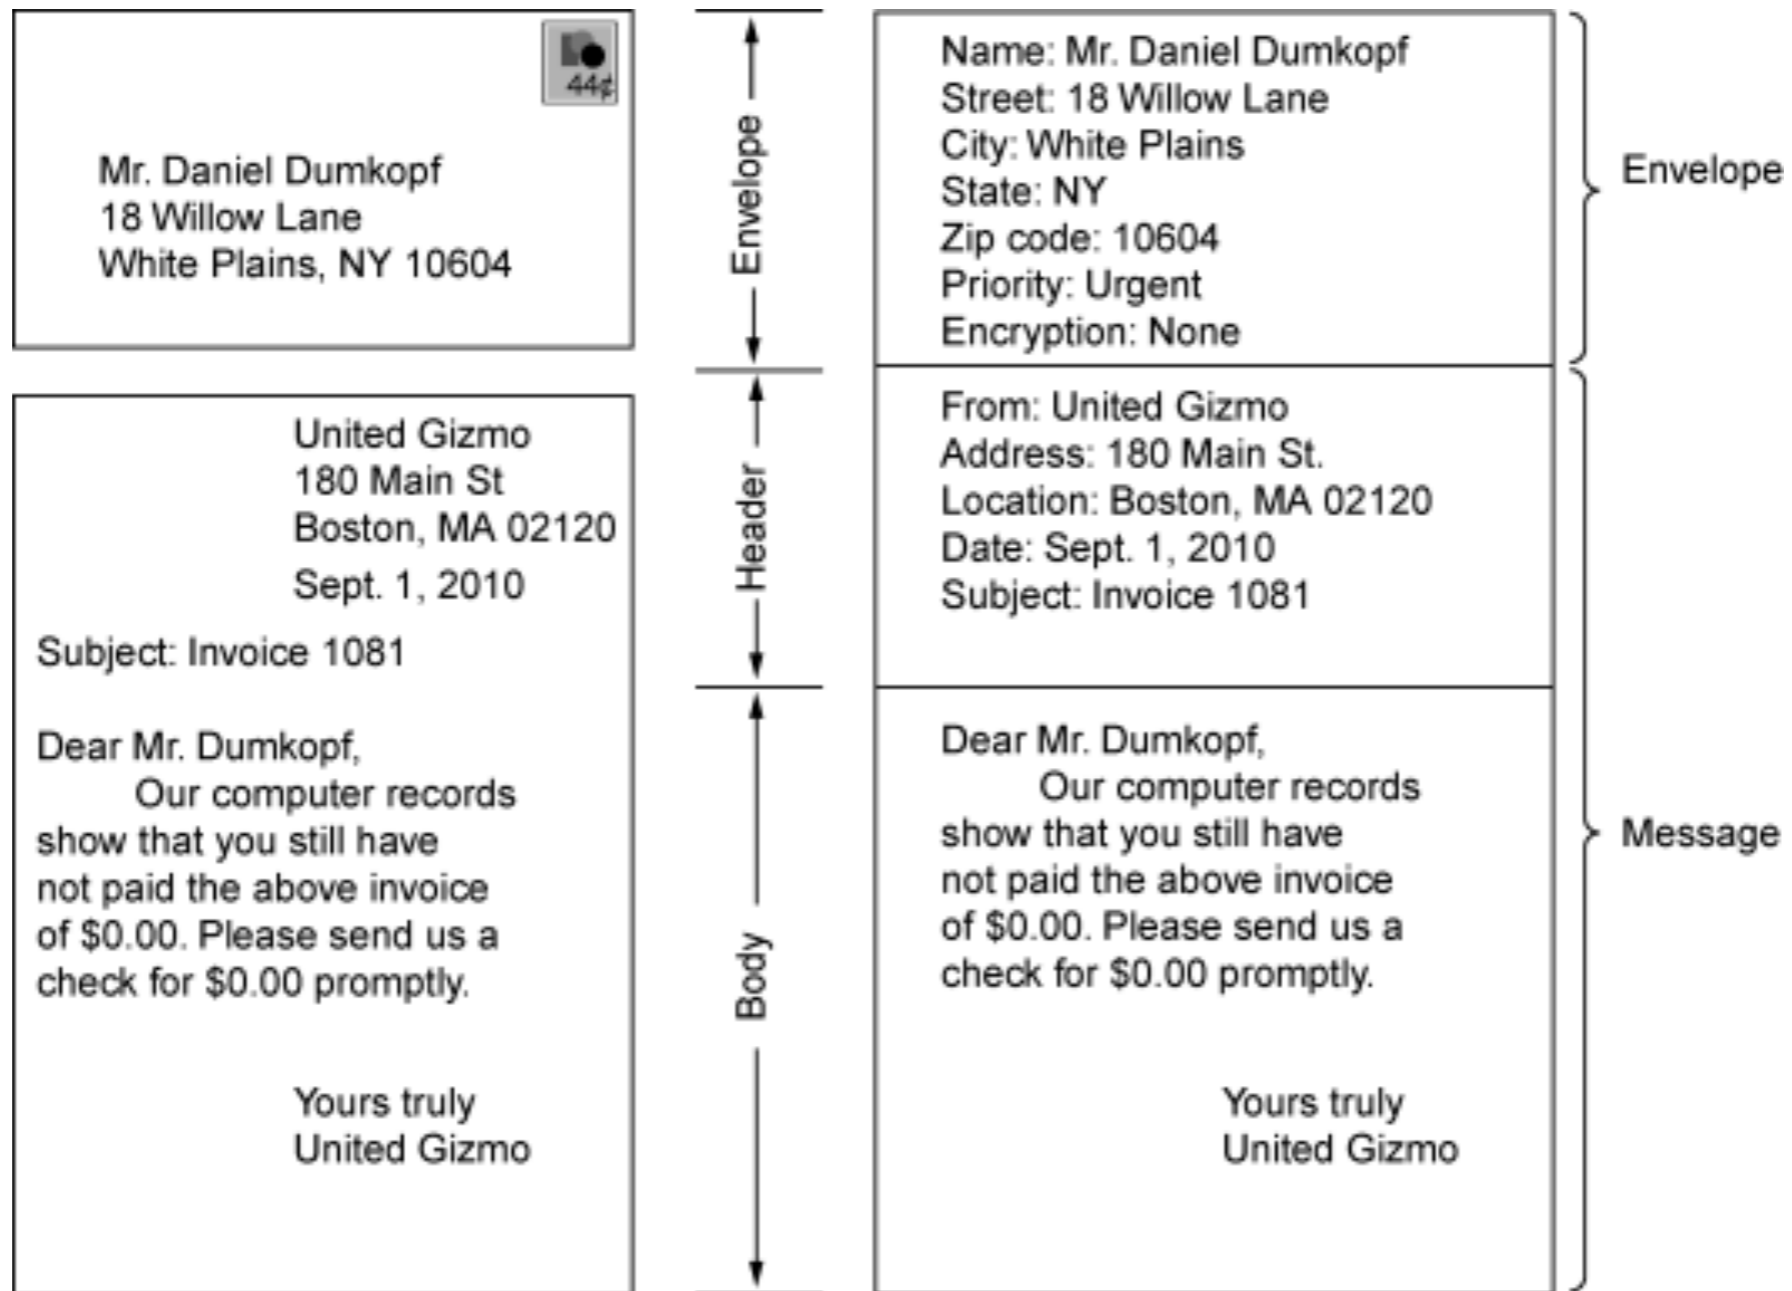 44¢
Mr. Daniel Dumkopf
18 Willow Lane
White Plains, NY 10604
United Gizmo
180 Main St
Boston, MA 02120
Sept. 1, 2010
Subject: Invoice 1081
Dear Mr. Dumkopf,
Our computer records
show that you still have
not paid the above invoice
of $0.00. Please send us a
check for $0.00 promptly.
Yours truly
United Gizmo
Envelope
Header
Body
Name: Mr. Daniel Dumkopf
Street: 18 Willow Lane
City: White Plains
State: NY
Zip code: 10604
Priority: Urgent
Encryption: None
From: United Gizmo
Address: 180 Main St.
Location: Boston, MA 02120
Date: Sept. 1, 2010
Subject: Invoice 1081
Dear Mr. Dumkopf,
Our computer records
show that you still have
not paid the above invoice
of $0.00. Please send us a
check for $0.00 promptly.
Yours truly
United Gizmo
Envelope
Message